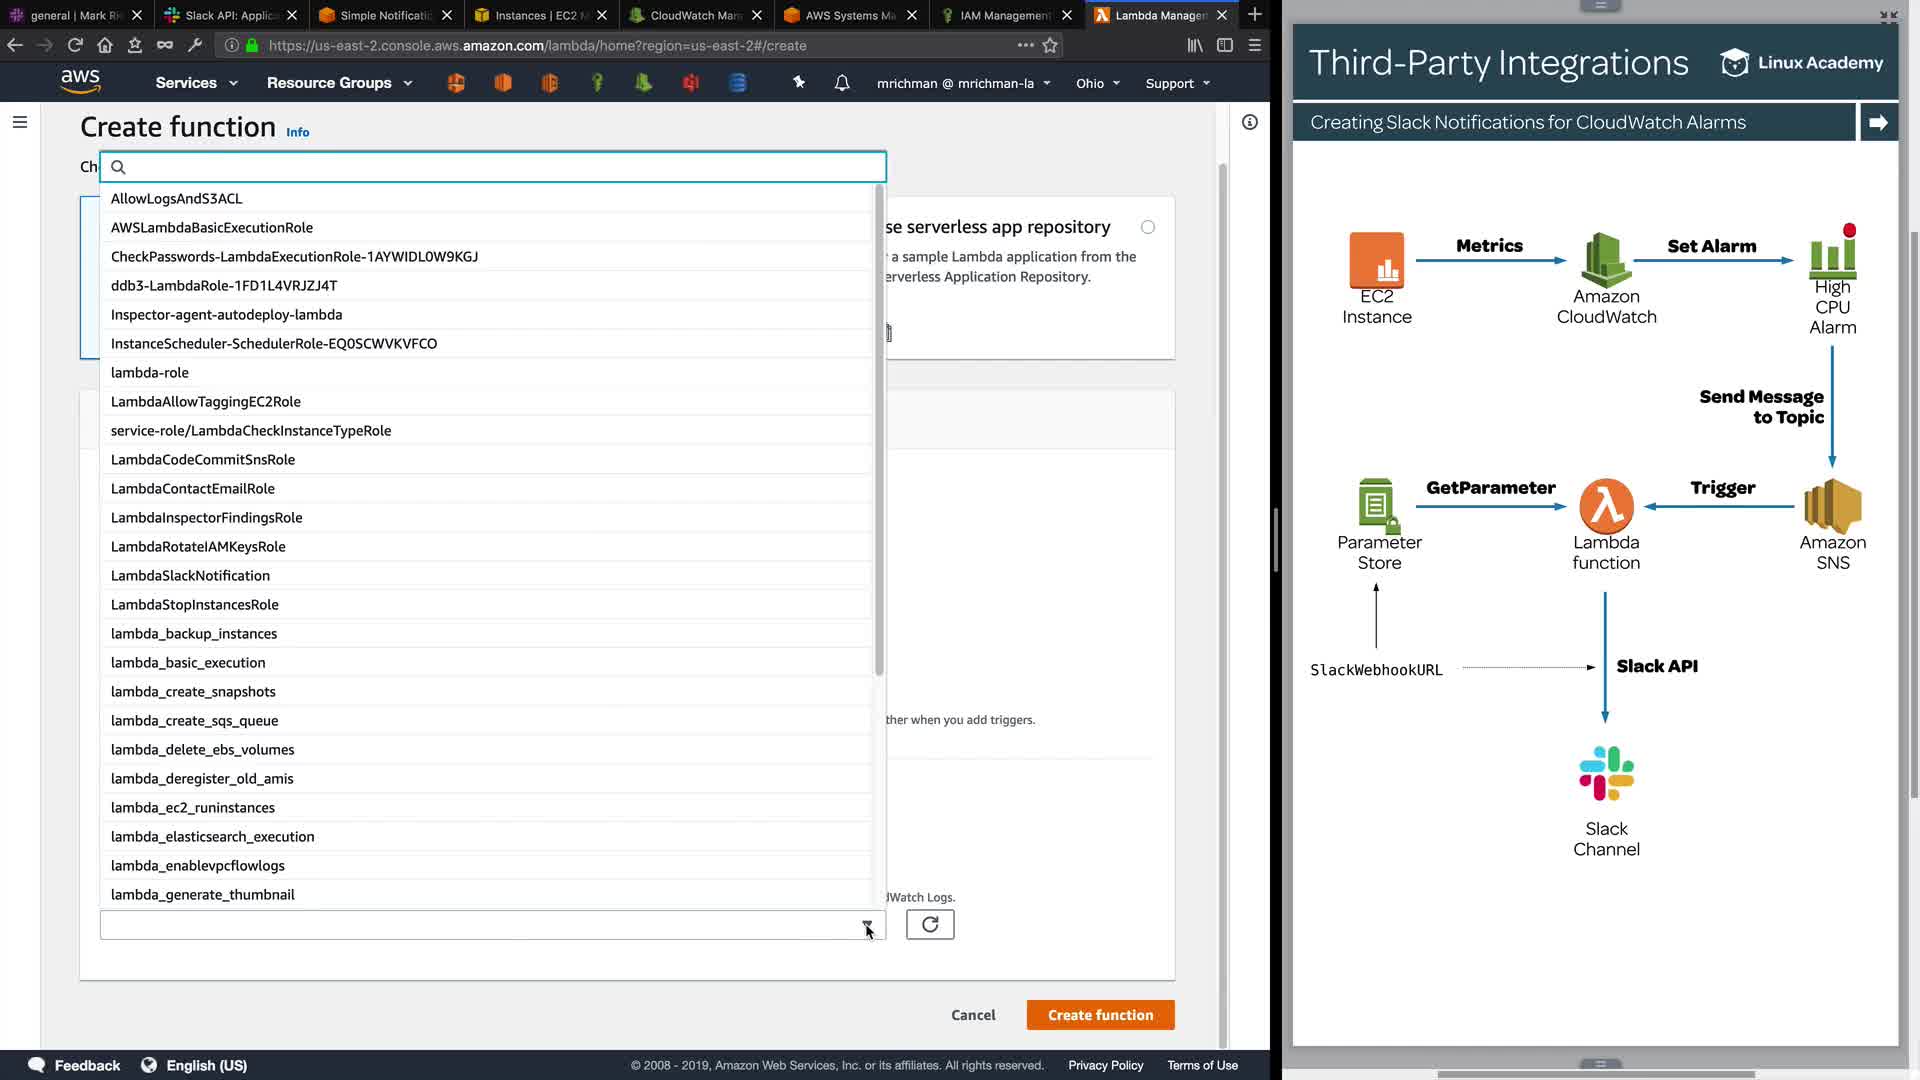 general | Mark Ri
Slack API: Applica
Simple Notificatio
Instances | EC2 M
CloudWatch Man
AWS Systems Ma
IAM Management
Lambda Manager
https://us-east-2.console.aws.amazon.com/lambda/home?region=us-east-2#/create
aws
Services
Resource Groups
mrichman @ mrichman-la
Ohio
Support
Create function Info
Ch
AllowLogsAndS3ACL
AWSLambdaBasicExecutionRole
CheckPasswords-LambdaExecutionRole-1AYWIDL0W9KGJ
ddb3-LambdaRole-1FD1L4VRJZJ4T
Inspector-agent-autodeploy-lambda
InstanceScheduler-SchedulerRole-EQ0SCWVKVFCO
lambda-role
LambdaAllowTaggingEC2Role
service-role/LambdaCheckInstanceTypeRole
LambdaCodeCommitSnsRole
LambdaContactEmailRole
LambdaInspectorFindingsRole
LambdaRotateIAMKeysRole
LambdaSlackNotification
LambdaStopInstancesRole
lambda_backup_instances
lambda_basic_execution
lambda_create_snapshots
lambda_create_sqs_queue
lambda_delete_ebs_volumes
lambda_deregister_old_amis
lambda_ec2_runinstances
lambda_elasticsearch_execution
lambda_enablevpcflowlogs
lambda_generate_thumbnail
se serverless app repository
a sample Lambda application from the
erverless Application Repository.
ther when you add triggers.
dWatch Logs.
Cancel
Create function
Feedback
English (US)
© 2008 - 2019, Amazon Web Services, Inc. or its affiliates. All rights reserved.
Privacy Policy
Terms of Use
Third-Party Integrations
Linux Academy
Creating Slack Notifications for CloudWatch Alarms
Metrics
Set Alarm
EC2
Instance
Amazon
CloudWatch
High
CPU
Alarm
Send Message
to Topic
GetParameter
Trigger
Parameter
Store
Lambda
function
Amazon
SNS
SlackWebhookURL
Slack API
Slack
Channel